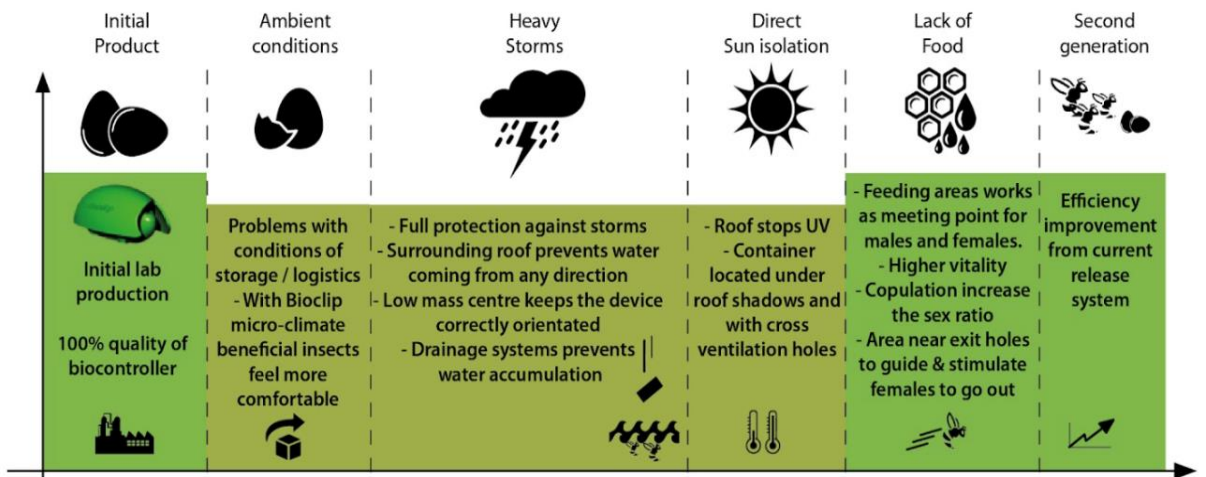 Initial
Product
Ambient
conditions
Heavy
Storms
Direct
Sun isolation
Lack of
Food
Second
generation
Initial lab
production
100% quality of
biocontroller
Problems with
conditions of
storage / logistics
- With Bioclip
micro-climate
beneficial insects
feel more
comfortable
- Full protection against storms
- Surrounding roof prevents water
coming from any direction
- Low mass centre keeps the device
correctly orientated
- Drainage systems prevents
water accumulation
- Roof stops UV
- Container
located under
roof shadows and
with cross
ventilation holes
- Feeding areas works
as meeting point for
males and females.
- Higher vitality
- Copulation increase
the sex ratio
- Area near exit holes
to guide & stimulate
females to go out
Efficiency
improvement
from current
release
system